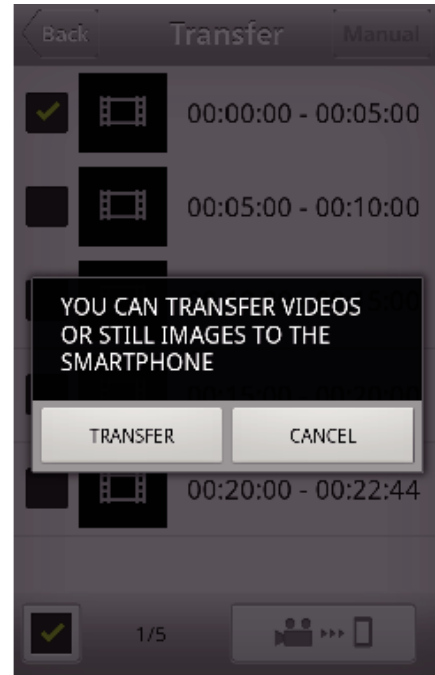 Back Transfer Manual
00:00:00 - 00:05:00
00:05:00 - 00:10:00
YOU CAN TRANSFER VIDEOS
OR STILL IMAGES TO THE
SMARTPHONE
TRANSFER CANCEL
00:20:00 - 00:22:44
1/5